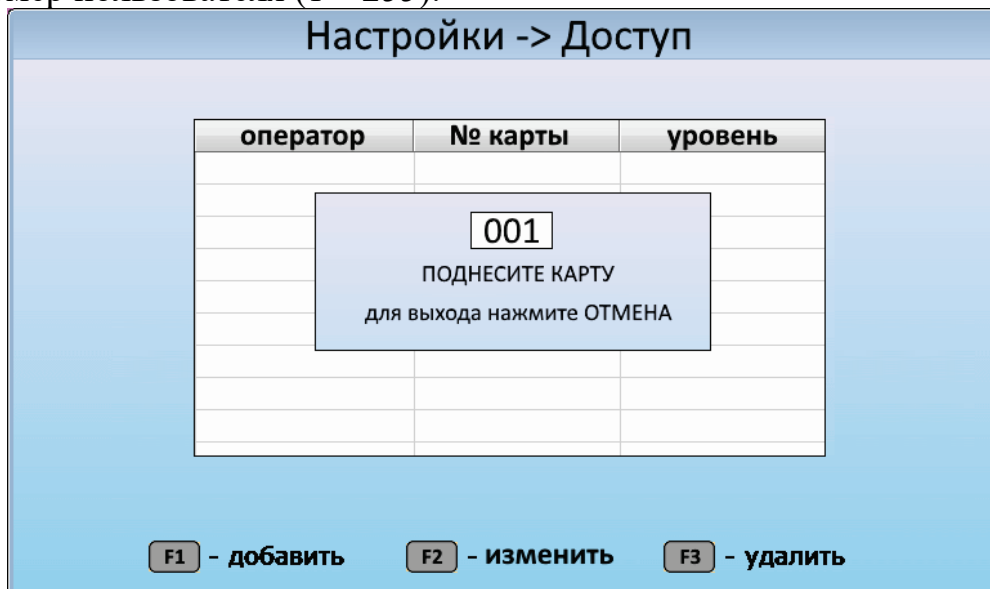 Настройки -> Доступ
оператор № карты уровень
001
ПОДНЕСИТЕ КАРТУ
для выхода нажмите ОТМЕНА
F1 - добавить F2 - изменить F3 - удалить